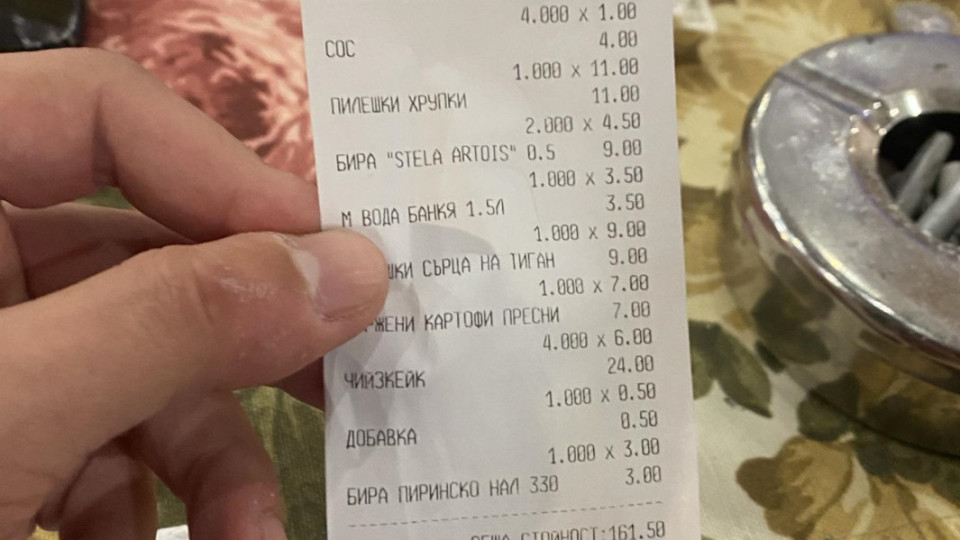 4.000 x 1.00
СОС 4.00
1.000 x 11.00
ПИЛЕШКИ ХРУПКИ 11.00
2.000 x 4.50
БИРА "STELA ARTOIS" 0.5 9.00
1.000 x 3.50
М ВОДА БАНКЯ 1.5Л 3.50
1.000 x 9.00
ШКИ СЪРЦА НА ТИГАН 9.00
1.000 x 7.00
ЖЕНИ КАРТОФИ ПРЕСНИ 7.00
4.000 x 6.00
ЧИЙЗКЕЙК 24.00
1.000 x 0.50
ДОБАВКА 0.50
1.000 x 3.00
БИРА ПИРИНСКО НАЛ 330 3.00
СТОЙНОСТ:161.50